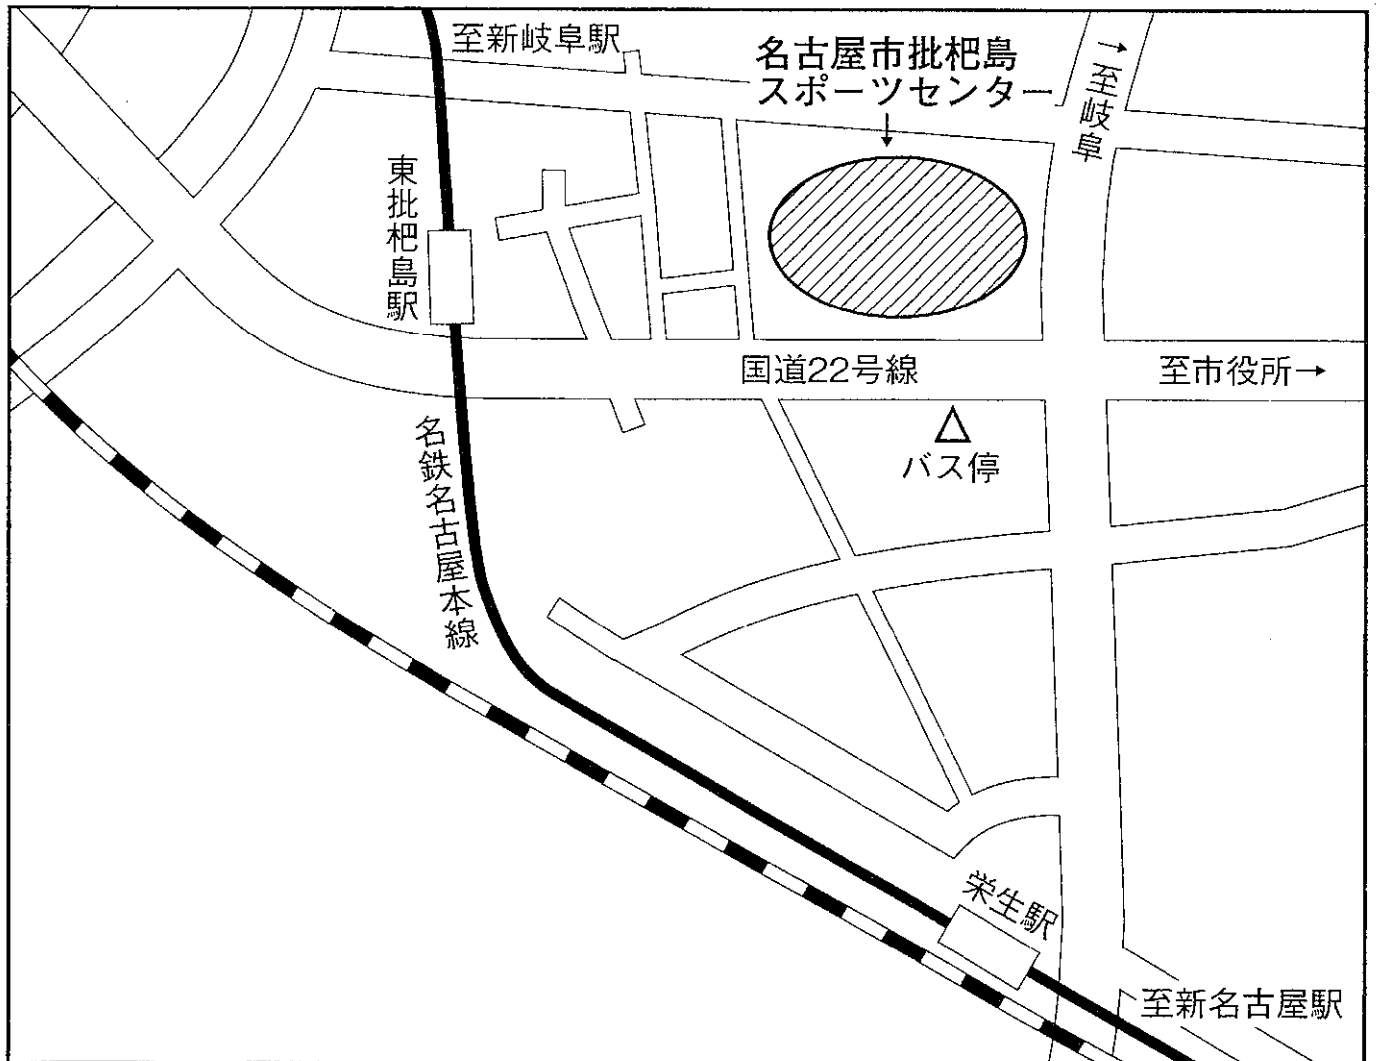 至新岐阜駅
名古屋市批杷島
スポーツセンター
→至岐阜
東批杷島駅
国道22号線
至市役所→
バス停
名鉄名古屋本線
栄生駅
至新名古屋駅